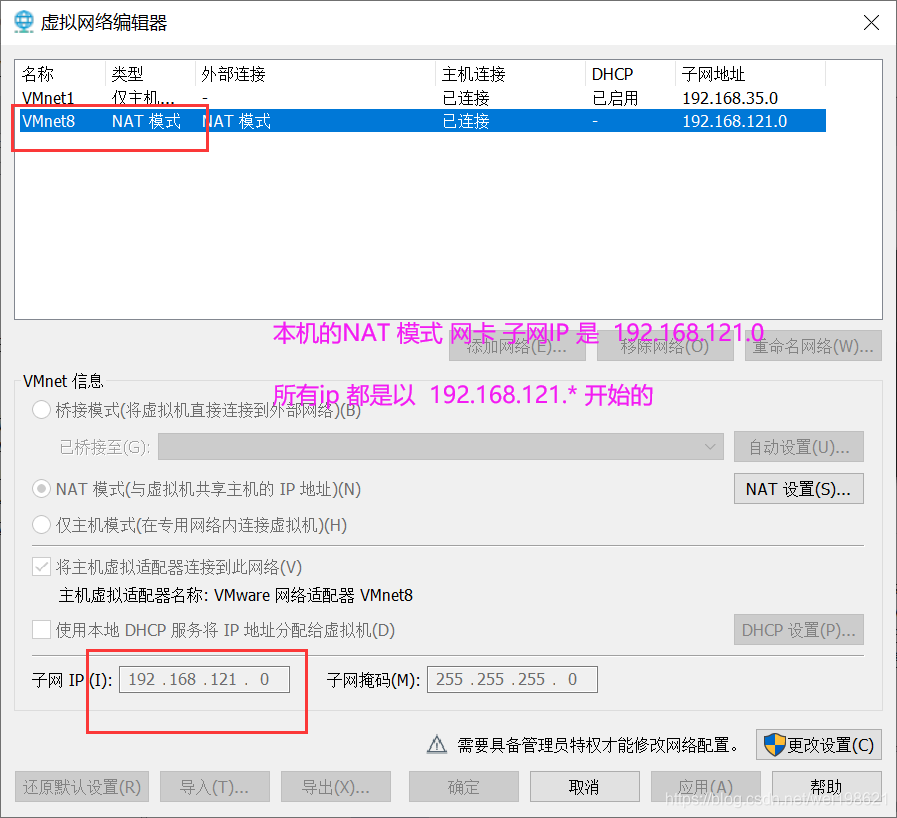 虚拟网络编辑器
名称 类型 外部连接 主机连接 DHCP 子网地址
VMnet1 仅主机... - 已连接 已启用 192.168.35.0
VMnet8 NAT 模式 NAT 模式 已连接 - 192.168.121.0
本机的NAT 模式 网卡 子网IP 是 192.168.121.0
添加网络(E)... 移除网络(O) 重命名网络(W)...
VMnet 信息
所有ip 都是以 192.168.121.* 开始的
桥接模式(将虚拟机直接连接到外部网络)(B)
已桥接至(G): 自动设置(U)...
NAT 模式(与虚拟机共享主机的 IP 地址)(N) NAT 设置(S)...
仅主机模式(在专用网络内连接虚拟机)(H)
将主机虚拟适配器连接到此网络(V)
主机虚拟适配器名称: VMware 网络适配器 VMnet8
使用本地 DHCP 服务将 IP 地址分配给虚拟机(D) DHCP 设置(P)...
子网 IP (I): 192 . 168 . 121 . 0 子网掩码(M): 255 . 255 . 255 . 0
需要具备管理员特权才能修改网络配置。 更改设置(C)
还原默认设置(R) 导入(T)... 导出(X)... 确定 取消 应用(A) 帮助
https://blog.csdn.net/wei198621